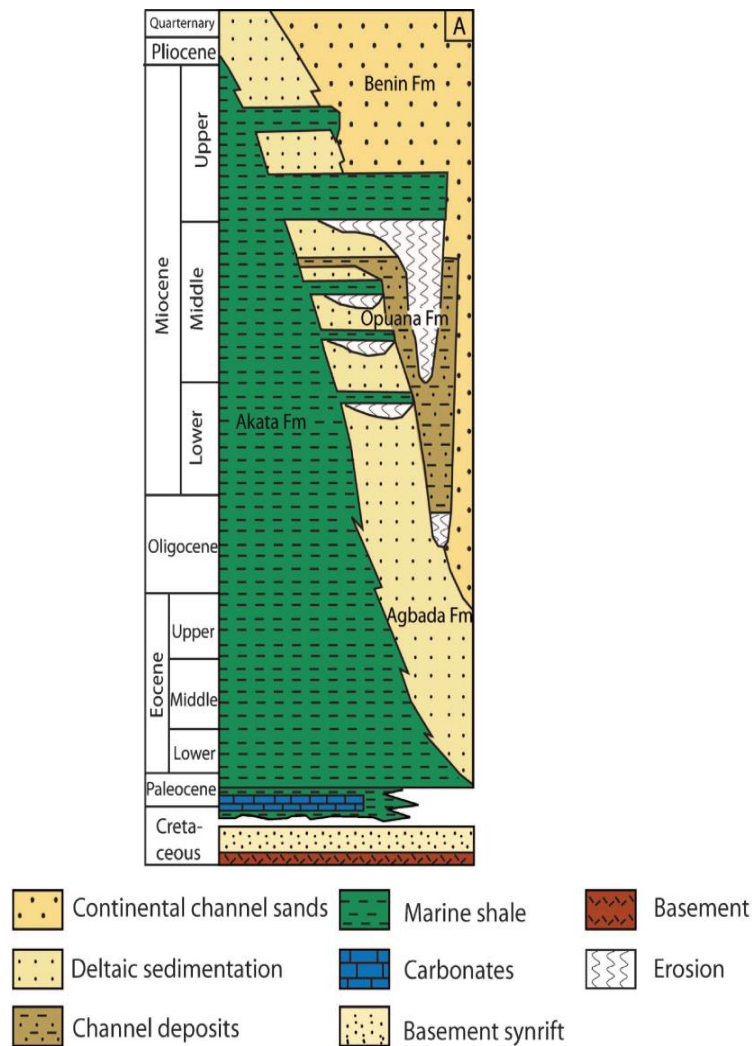 Quarternary
A
Pliocene
Benin Fm
Upper
Miocene
Middle
Opuana Fm
Lower
Akata Fm
Oligocene
Agbada Fm
Eocene
Upper
Middle
Lower
Paleocene
Creta-
ceous
Continental channel sands
Marine shale
Basement
Deltaic sedimentation
Carbonates
Erosion
Channel deposits
Basement synrift